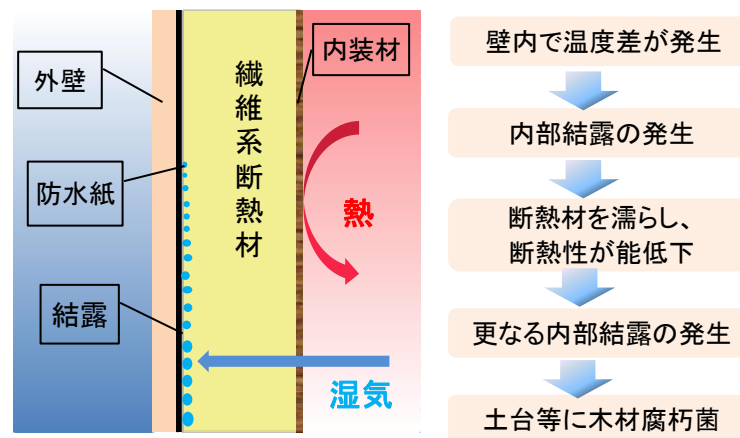 外壁
防水紙
結露
繊維系断熱材
内装材
熱
湿気
壁内で温度差が発生
内部結露の発生
断熱材を濡らし、
断熱性が能低下
更なる内部結露の発生
土台等に木材腐朽菌